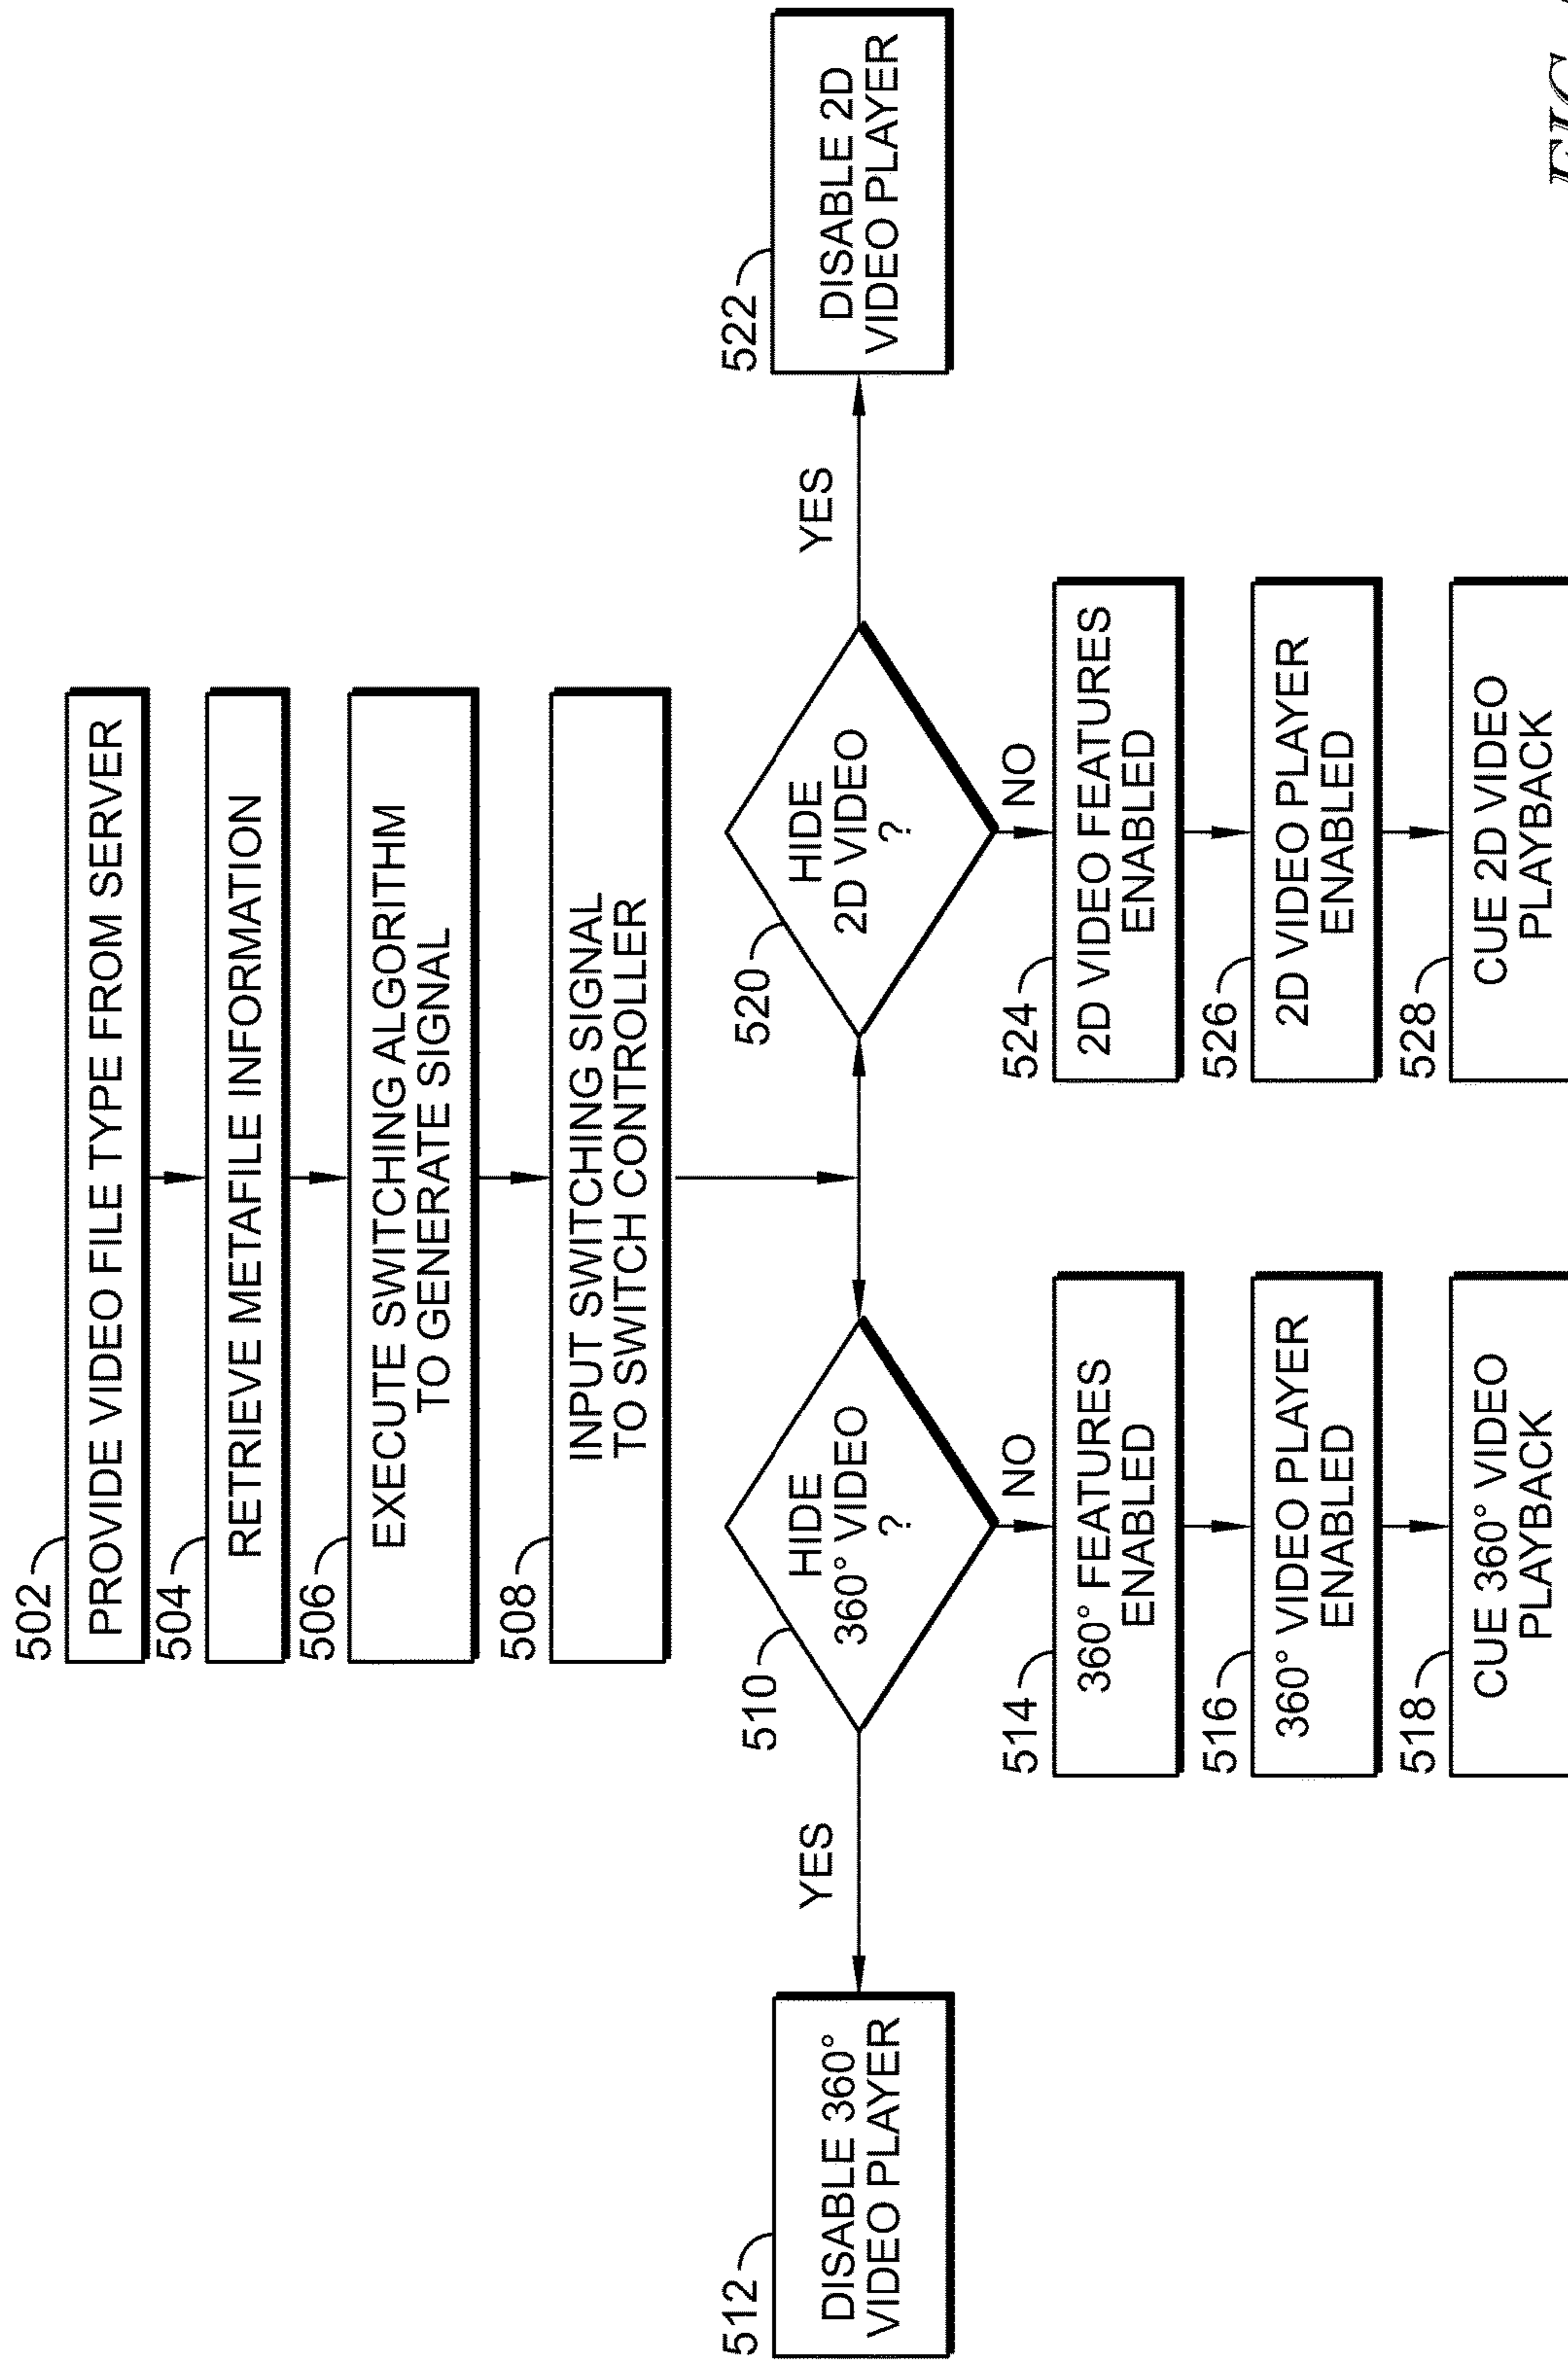 502
PROVIDE VIDEO FILE TYPE FROM SERVER
504
RETRIEVE METAFILE INFORMATION
506
EXECUTE SWITCHING ALGORITHM
TO GENERATE SIGNAL
508
INPUT SWITCHING SIGNAL
TO SWITCH CONTROLLER
512
DISABLE 360°
VIDEO PLAYER
YES
510
HIDE
360° VIDEO
?
NO
520
HIDE
2D VIDEO
?
NO
YES
522
DISABLE 2D
VIDEO PLAYER
514
360° FEATURES
ENABLED
516
360° VIDEO PLAYER
ENABLED
518
CUE 360° VIDEO
PLAYBACK
524
2D VIDEO FEATURES
ENABLED
526
2D VIDEO PLAYER
ENABLED
528
CUE 2D VIDEO
PLAYBACK
FIG.